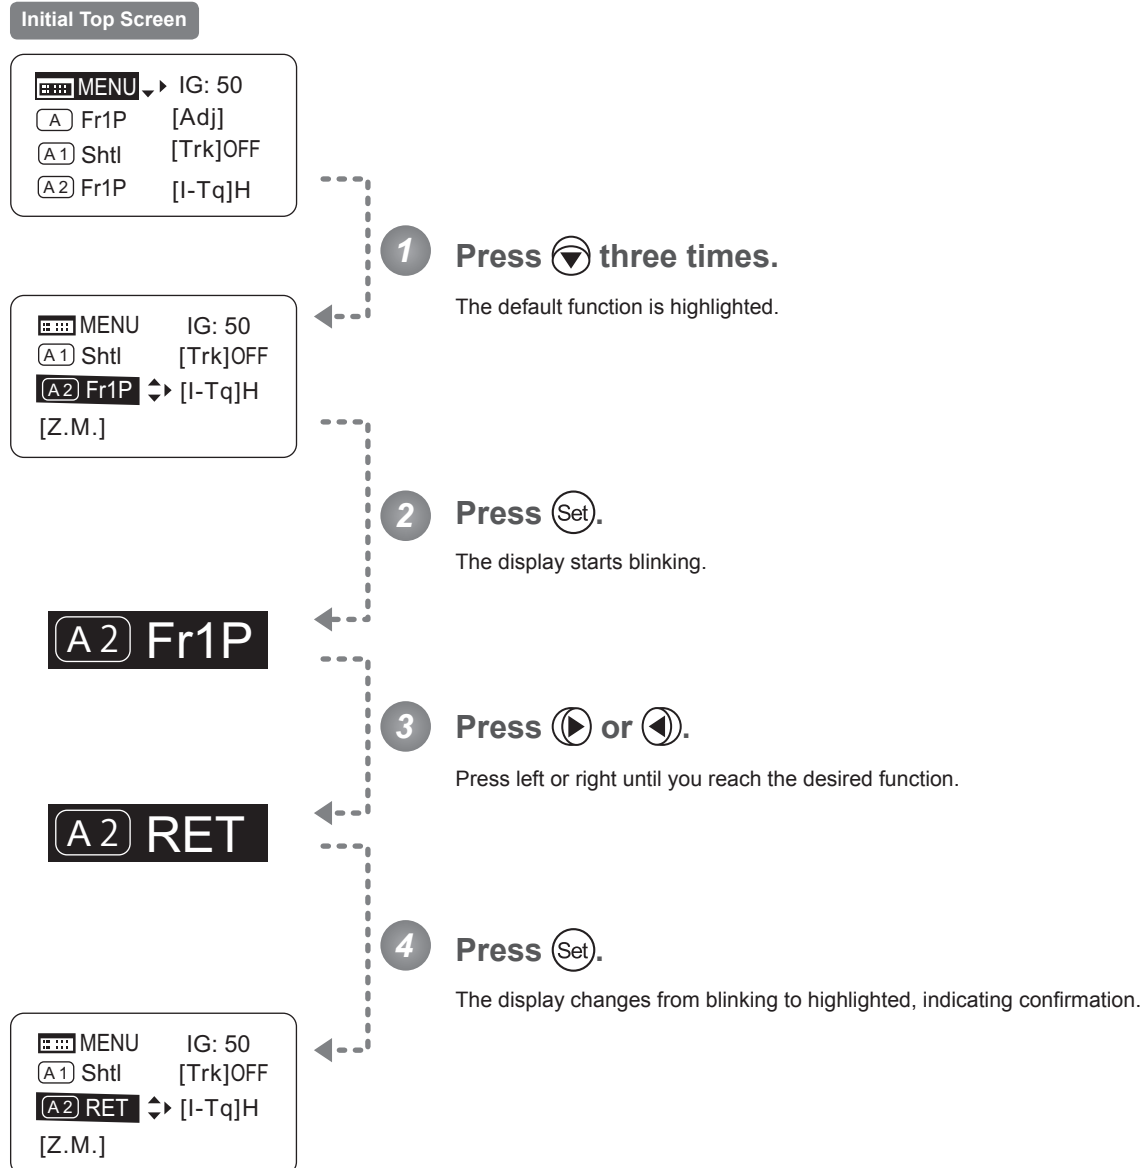 Initial Top Screen
MENU IG: 50
A Fr1P [Adj]
A1 Shtl [Trk]OFF
A2 Fr1P [I-Tq]H
1 Press three times.
The default function is highlighted.
MENU IG: 50
A1 Shtl [Trk]OFF
A2 Fr1P [I-Tq]H
[Z.M.]
2 Press Set.
The display starts blinking.
A2 Fr1P
3 Press or .
Press left or right until you reach the desired function.
A2 RET
4 Press Set.
The display changes from blinking to highlighted, indicating confirmation.
MENU IG: 50
A1 Shtl [Trk]OFF
A2 RET [I-Tq]H
[Z.M.]